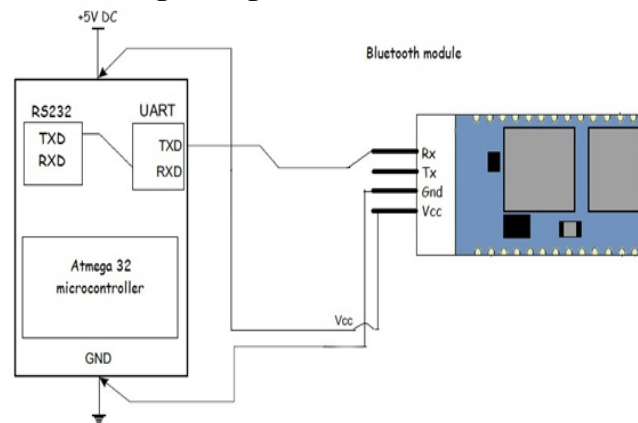 +5V DC
Bluetooth module
RS232
UART
TXD
RXD
TXD
RXD
Rx
Tx
Gnd
Vcc
Atmega 32
microcontroller
Vcc
GND